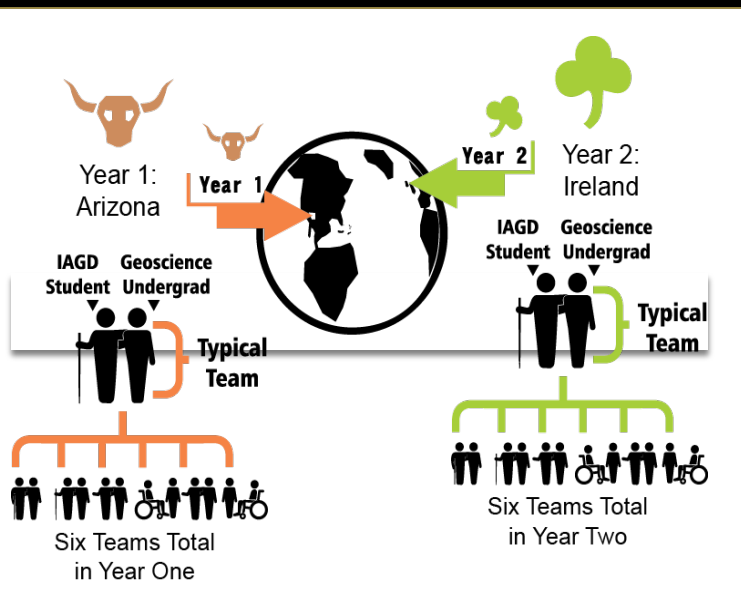 Year 1:
Arizona
Year 1
Year 2
Year 2:
Ireland
IAGD
Student
Geoscience
Undergrad
Typical
Team
Six Teams Total
in Year One
IAGD
Student
Geoscience
Undergrad
Typical
Team
Six Teams Total
in Year Two